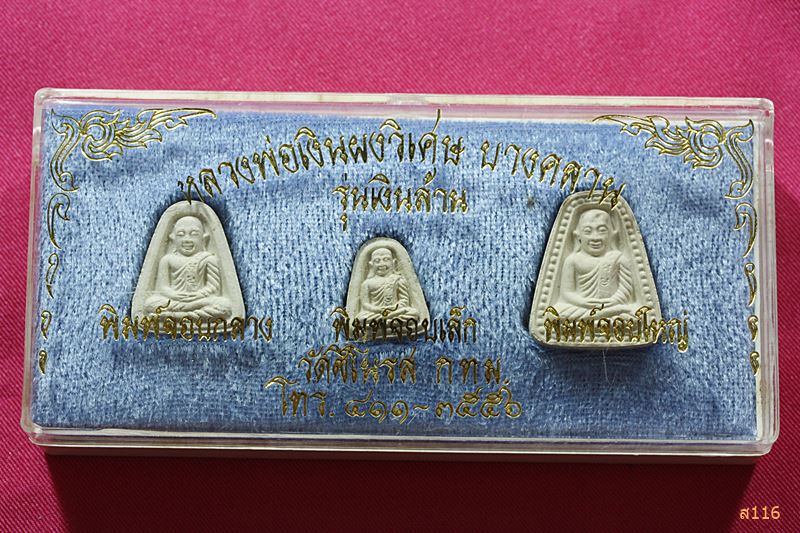 หลวงพ่อเงินผงวิเศษ บางคลาน
รุ่นเงินล้าน
พิมพ์จอบกลาง พิมพ์จอบเล็ก พิมพ์จอบใหญ่
วัดชิโนรส กทม.
โทร. ๔๑๑-๓๕๕๖
ส116